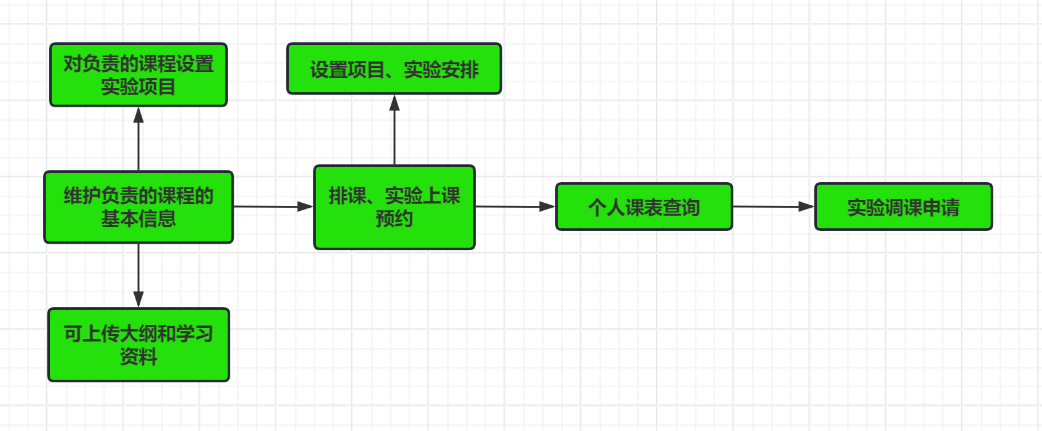 对负责的课程设置
实验项目
设置项目、实验安排
维护负责的课程的
基本信息
排课、实验上课
预约
个人课表查询
实验调课申请
可上传大纲和学习
资料